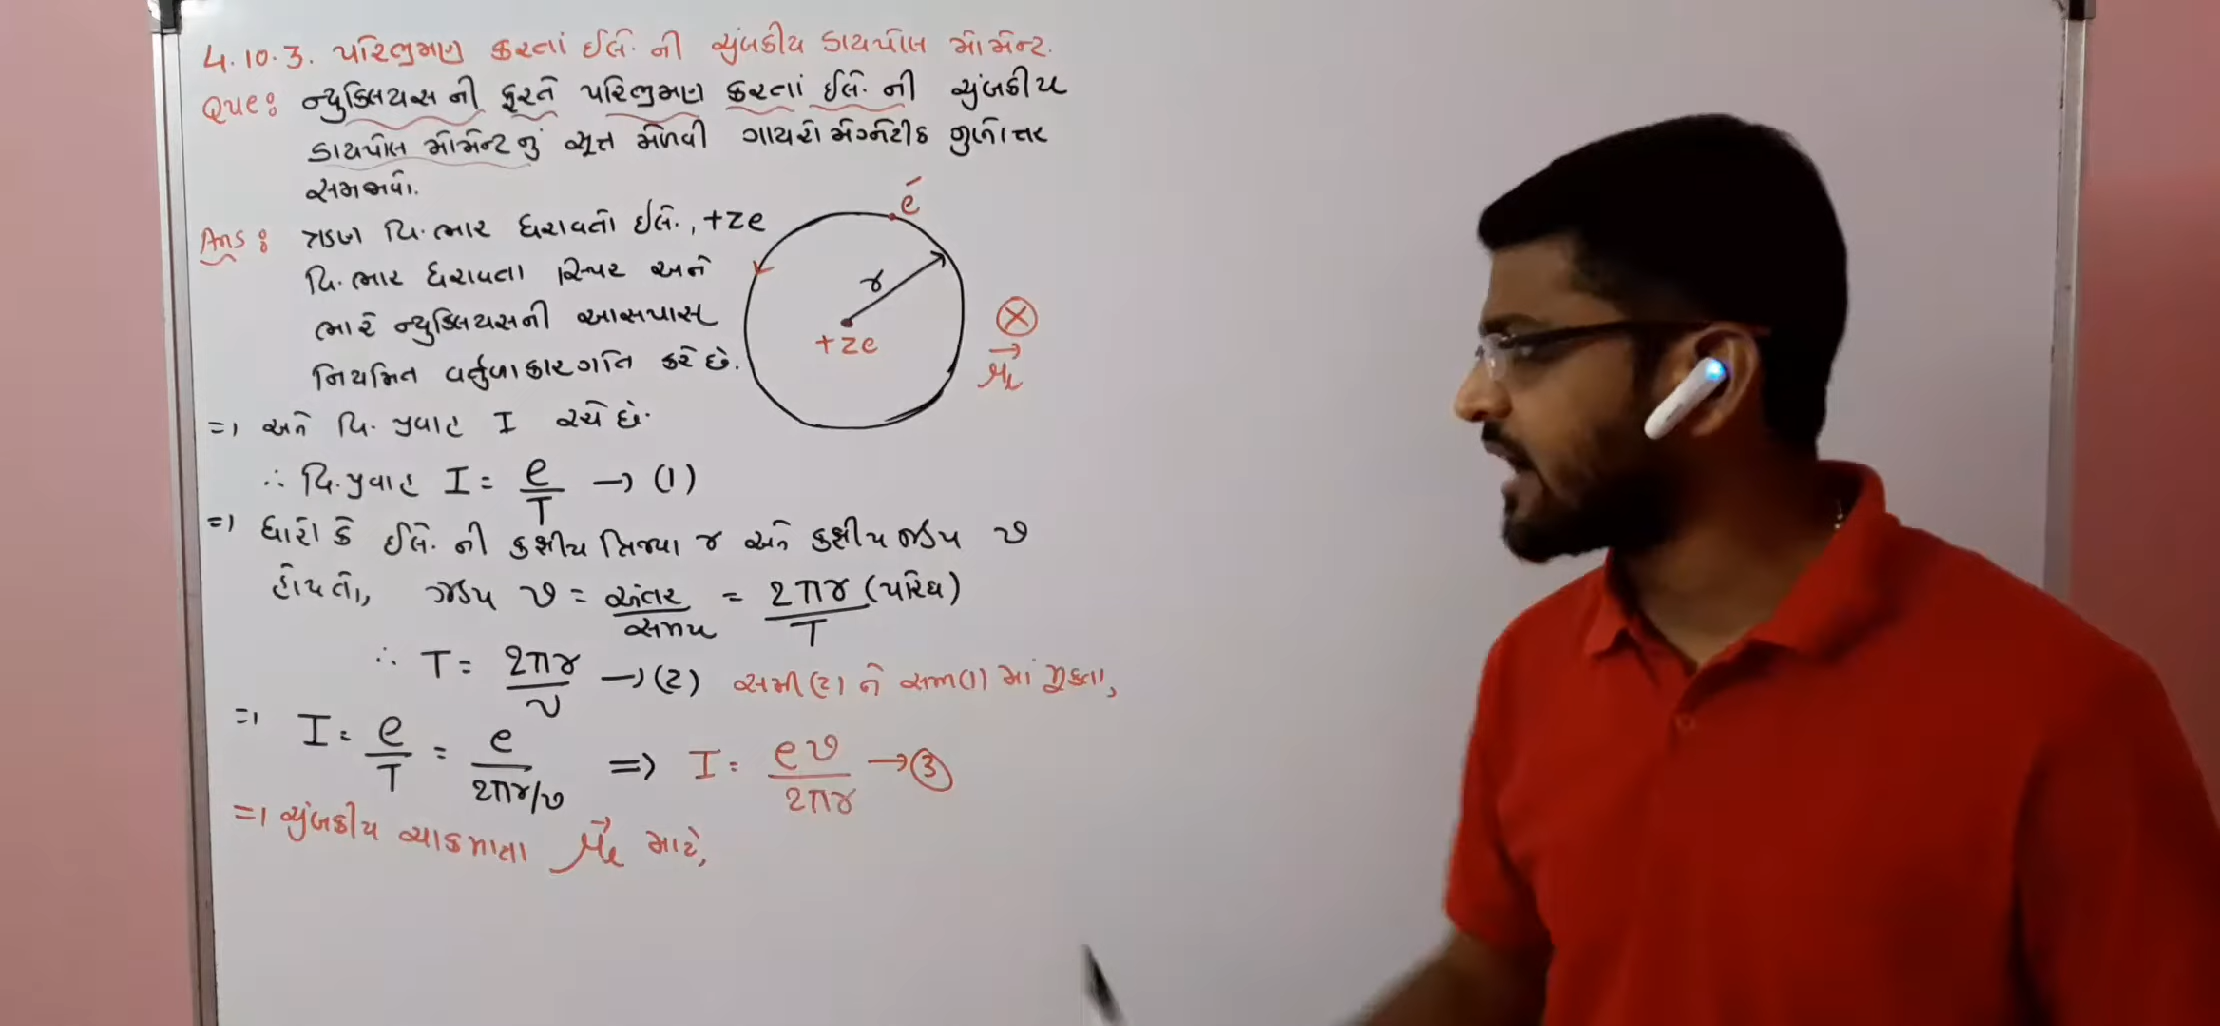 4.10.3. પરિભ્રમણ કરતાં ઈલે. ની ચુંબકીય ડાયપોલ મોમેન્ટ.
Que: ન્યુક્લિયસ ની ફરતે પરિભ્રમણ કરતાં ઈલે. ની ચુંબકીય
ડાયપોલ મોમેન્ટ નું સૂત્ર મેળવી ગાયરોમેગ્નેટીક ગુણોત્તર
સમજાવો.
Ans: ઋણ વિ.ભાર ધરાવતો ઈલે., +ze
વિ.ભાર ધરાવતા સ્થિર અને
ભારે ન્યુક્લિયસની આસપાસ
નિયમિત વર્તુળાકાર ગતિ કરે છે.
e⁻
r
+ze
⊗
μₗ
⇒ અને વિ. પ્રવાહ I રચે છે.
∴ વિ.પ્રવાહ I = e/T → (1)
⇒ ધારો કે ઈલે. ની કક્ષીય ત્રિજ્યા r અને કક્ષીય ઝડપ v
હોય તો, ઝડપ v = અંતર/સમય = 2πr (પરિઘ)/T
∴ T = 2πr/v → (2) સમી (2) ને સમી (1) માં મૂકતા,
⇒ I = e/T = e/2πr/v ⇒ I = ev/2πr → ③
⇒ ચુંબકીય ચાકમાત્રા μₗ માટે,